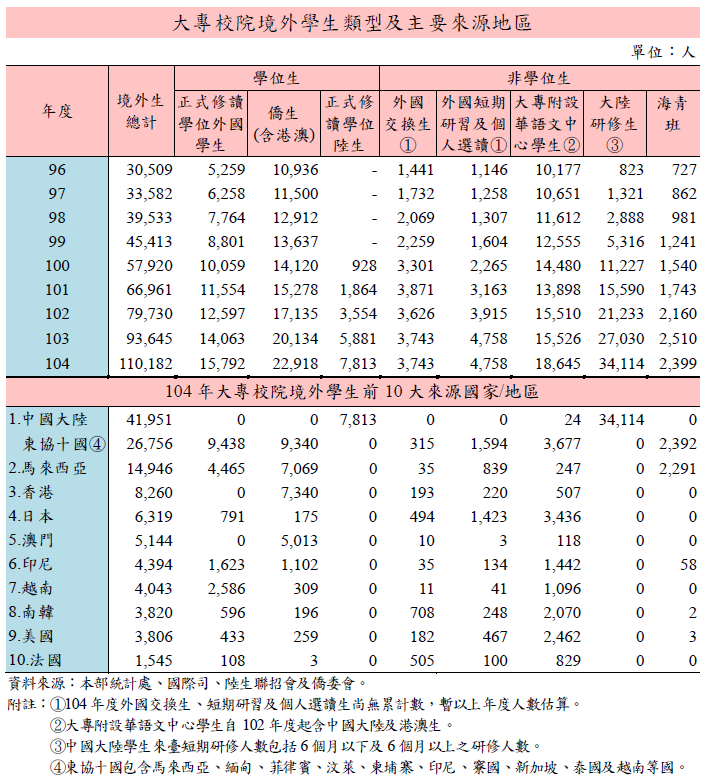 大專校院境外學生類型及主要來源地區
單位：人
年度 境外生總計 學位生 非學位生
正式修讀學位外國學生 僑生(含港澳) 正式修讀學位陸生 外國交換生① 外國短期研習及個人選讀① 大專附設華語文中心學生② 大陸研修生③ 海青班
96 30,509 5,259 10,936 - 1,441 1,146 10,177 823 727
97 33,582 6,258 11,500 - 1,732 1,258 10,651 1,321 862
98 39,533 7,764 12,912 - 2,069 1,307 11,612 2,888 981
99 45,413 8,801 13,637 - 2,259 1,604 12,555 5,316 1,241
100 57,920 10,059 14,120 928 3,301 2,265 14,480 11,227 1,540
101 66,961 11,554 15,278 1,864 3,871 3,163 13,898 15,590 1,743
102 79,730 12,597 17,135 3,554 3,626 3,915 15,510 21,233 2,160
103 93,645 14,063 20,134 5,881 3,743 4,758 15,526 27,030 2,510
104 110,182 15,792 22,918 7,813 3,743 4,758 18,645 34,114 2,399
104年大專校院境外學生前10大來源國家/地區
1.中國大陸 41,951 0 0 7,813 0 0 24 34,114 0
東協十國④ 26,756 9,438 9,340 0 315 1,594 3,677 0 2,392
2.馬來西亞 14,946 4,465 7,069 0 35 839 247 0 2,291
3.香港 8,260 0 7,340 0 193 220 507 0 0
4.日本 6,319 791 175 0 494 1,423 3,436 0 0
5.澳門 5,144 0 5,013 0 10 3 118 0 0
6.印尼 4,394 1,623 1,102 0 35 134 1,442 0 58
7.越南 4,043 2,586 309 0 11 41 1,096 0 0
8.南韓 3,820 596 196 0 708 248 2,070 0 2
9.美國 3,806 433 259 0 182 467 2,462 0 3
10.法國 1,545 108 3 0 505 100 829 0 0
資料來源：本部統計處、國際司、陸生聯招會及僑委會。
附註：①104年度外國交換生、短期研習及個人選讀生尚無累計數，暫以上年度人數估算。
②大專附設華語文中心學生自102年度起含中國大陸及港澳生。
③中國大陸學生來臺短期研修人數包括6個月以下及6個月以上之研修人數。
④東協十國包含馬來西亞、緬甸、菲律賓、汶萊、柬埔寨、印尼、寮國、新加坡、泰國及越南等國。